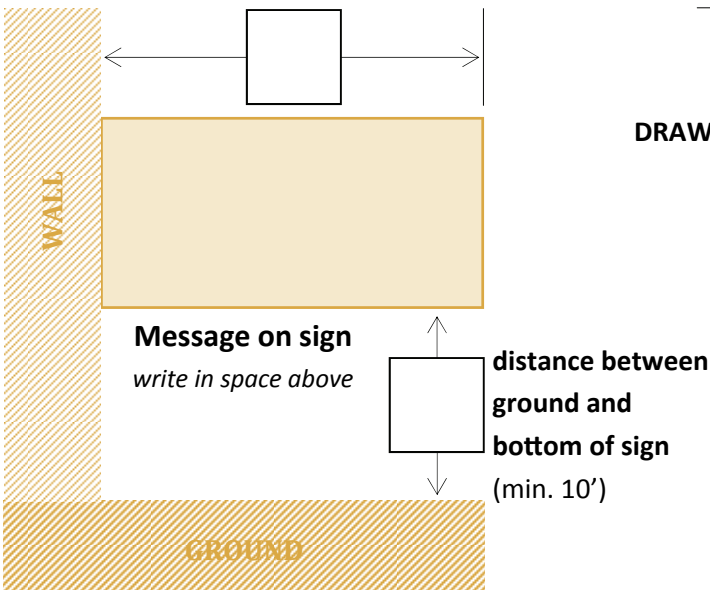 DRAW
WALL
Message on sign
write in space above
distance between
ground and
bottom of sign
(min. 10’)
GROUND